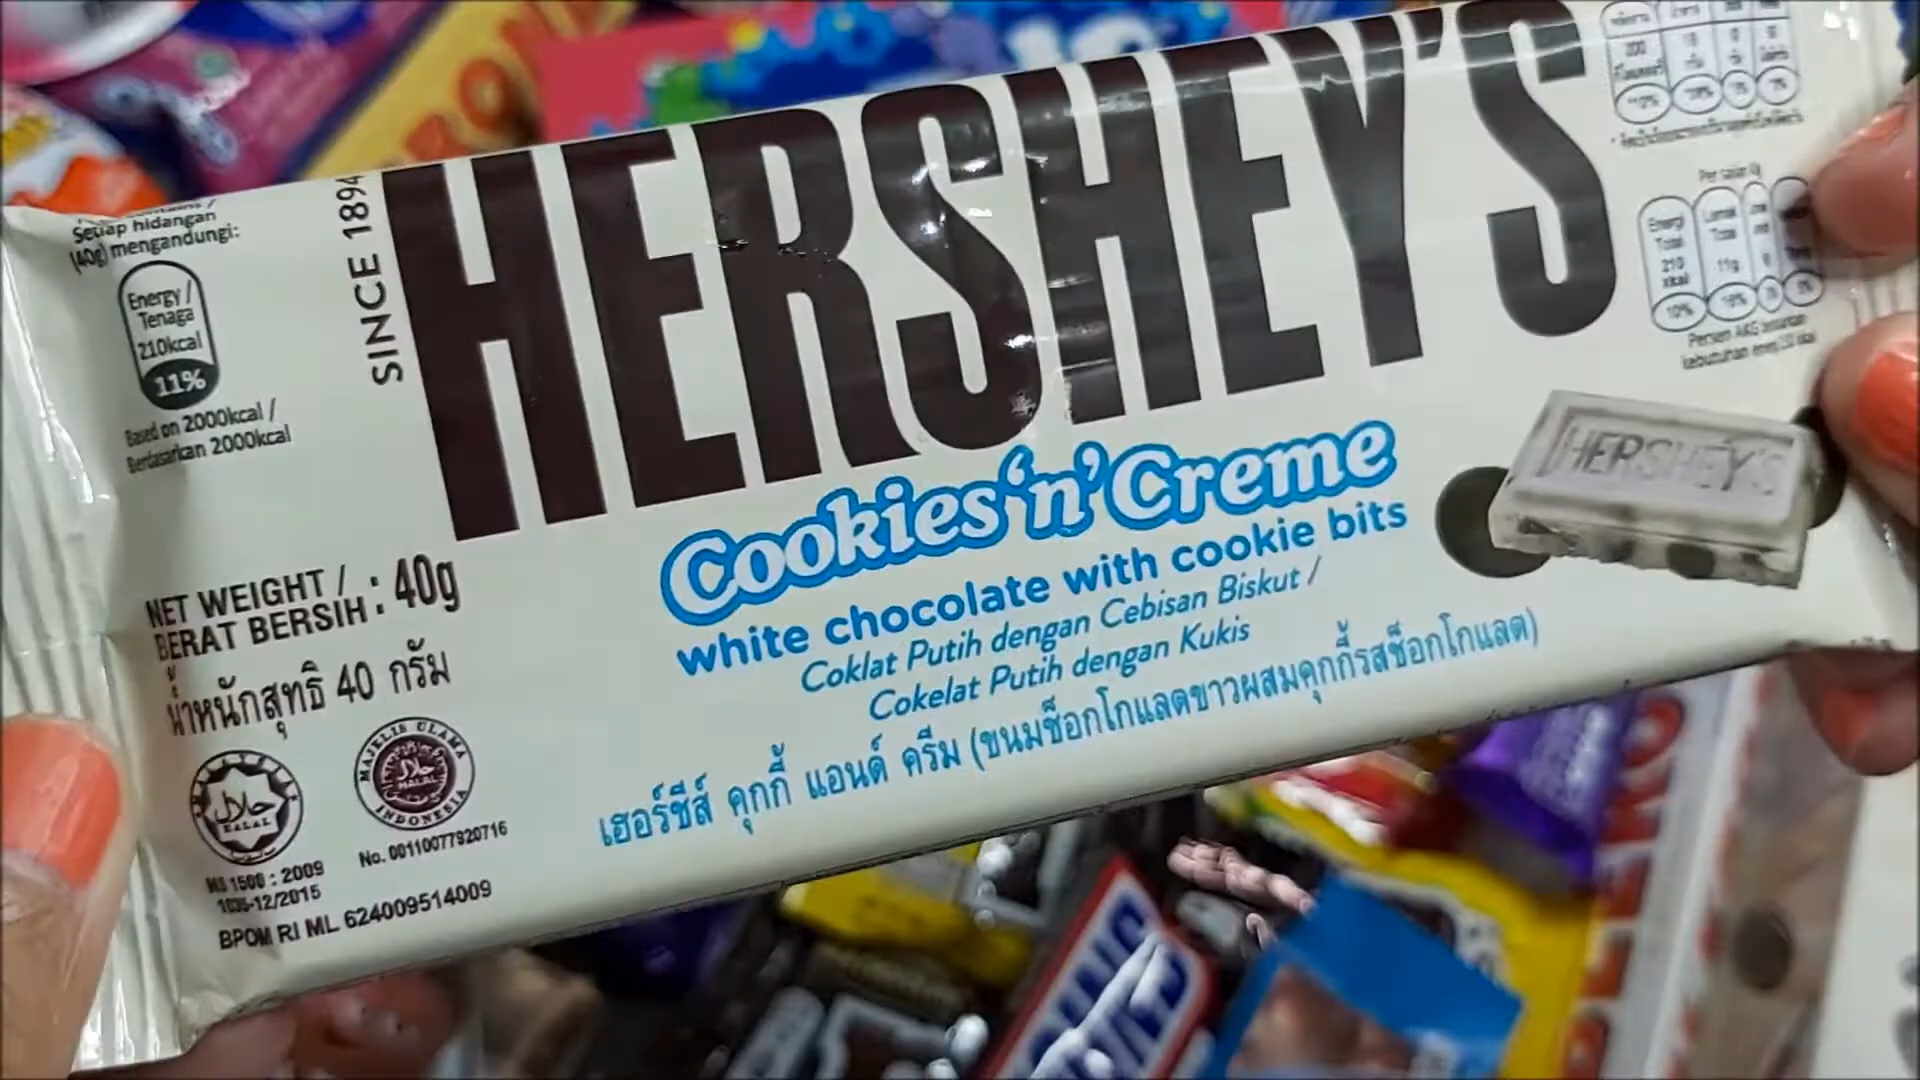 Setiap hidangan
(40g) mengandungi:
Energy /
Tenaga
210kcal
11%
Based on 2000kcal /
Berdasarkan 2000kcal
SINCE 1894
HERSHEY'S
Cookies 'n' Creme
white chocolate with cookie bits
Coklat Putih dengan Cebisan Biskut /
Cokelat Putih dengan Kukis
เฮอร์ชีส์ คุกกี้ แอนด์ ครีม (ขนมช็อกโกแลตขาวผสมคุกกี้รสช็อกโกแลต)
NET WEIGHT /
BERAT BERSIH : 40g
น้ำหนักสุทธิ 40 กรัม
حلال
HALAL
MAJELIS ULAMA
حلال
HALAL
INDONESIA
MS 1500 : 2009
1035-12/2015
No. 00110077920716
BPOM RI ML 624009514009
200
Energi
Total
210
kkal
10%
Lemak
Total
11g
Persen AKG
kebutuhan
HERSHEY'S